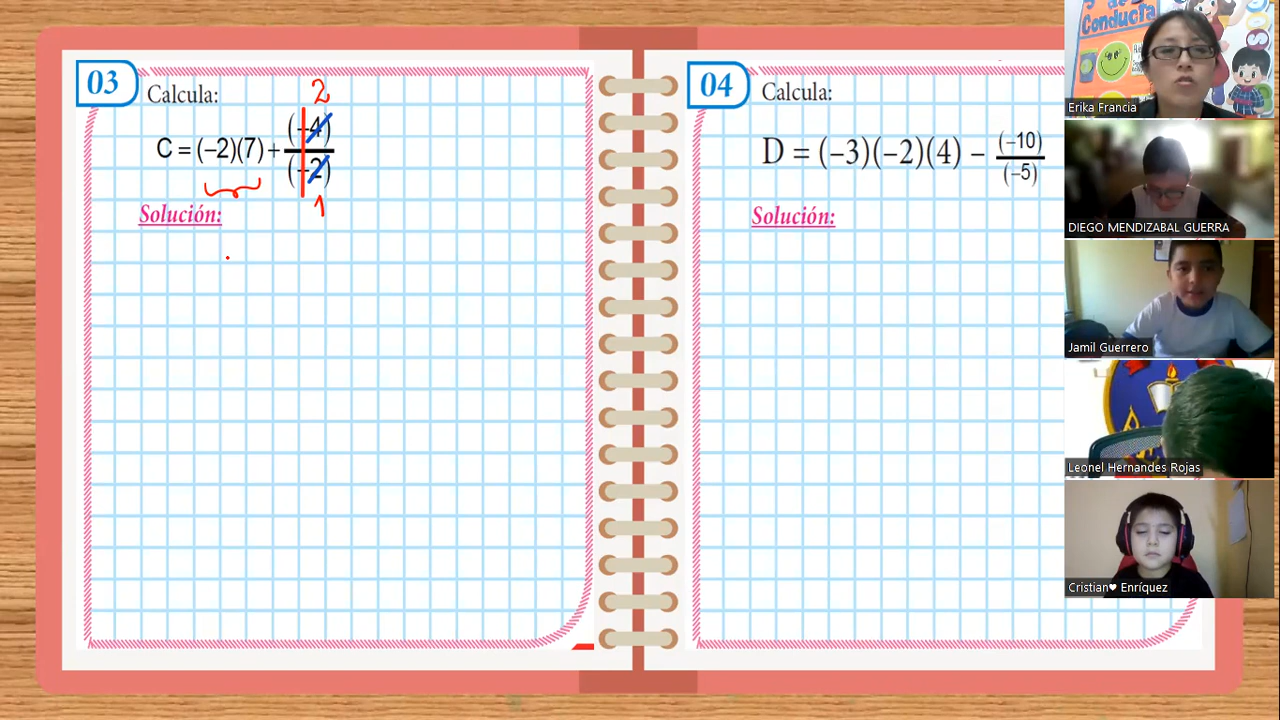 03
Calcula:
2
C = (–2)(7) + (–4)/(–2)
1
Solución:
04
Calcula:
D = (–3)(–2)(4) – (–10)/(–5)
Solución:
Conducta
Erika Francia
DIEGO MENDIZABAL GUERRA
Jamil Guerrero
Leonel Hernandes Rojas
Cristian♥ Enríquez